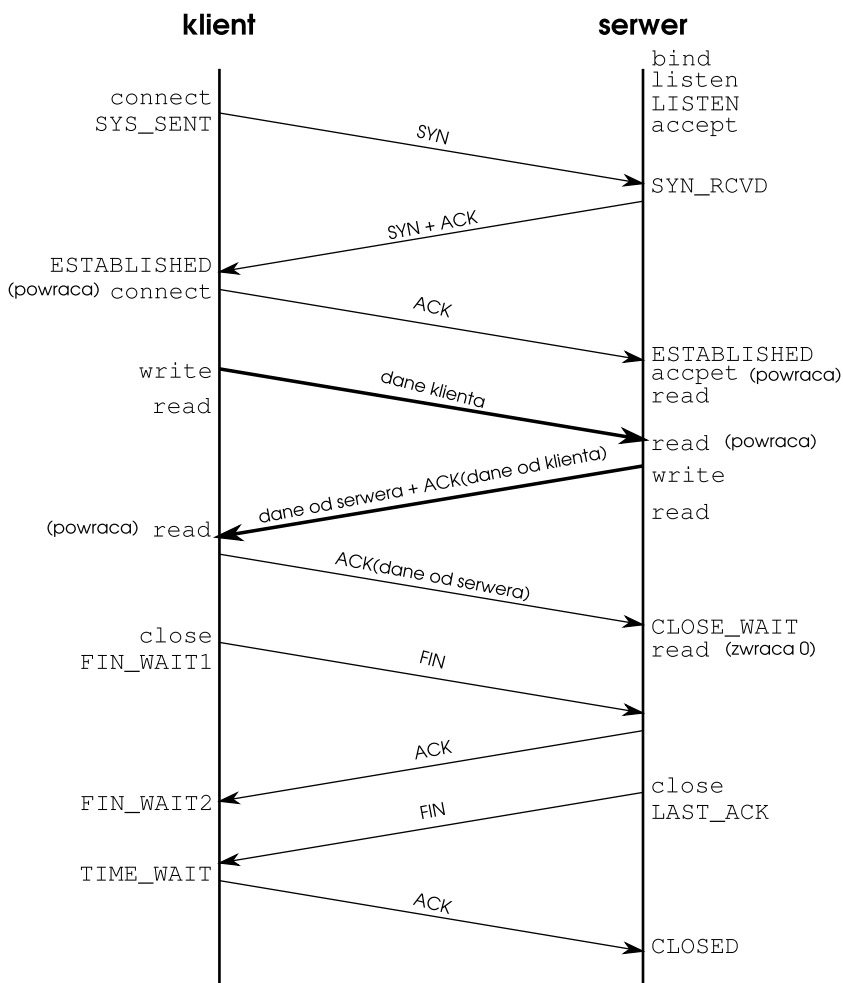 klient serwer
bind
listen
connect
LISTEN
SYS_SENT
accept
SYN
SYN_RCVD
SYN + ACK
ESTABLISHED
(powraca) connect
ACK
ESTABLISHED
accpet (powraca)
write
dane klienta
read
read
read (powraca)
dane od serwera + ACK(dane od klienta)
write
read
(powraca) read
ACK(dane od serwera)
CLOSE_WAIT
close
read (zwraca 0)
FIN_WAIT1
FIN
ACK
close
FIN_WAIT2
FIN
LAST_ACK
TIME_WAIT
ACK
CLOSED